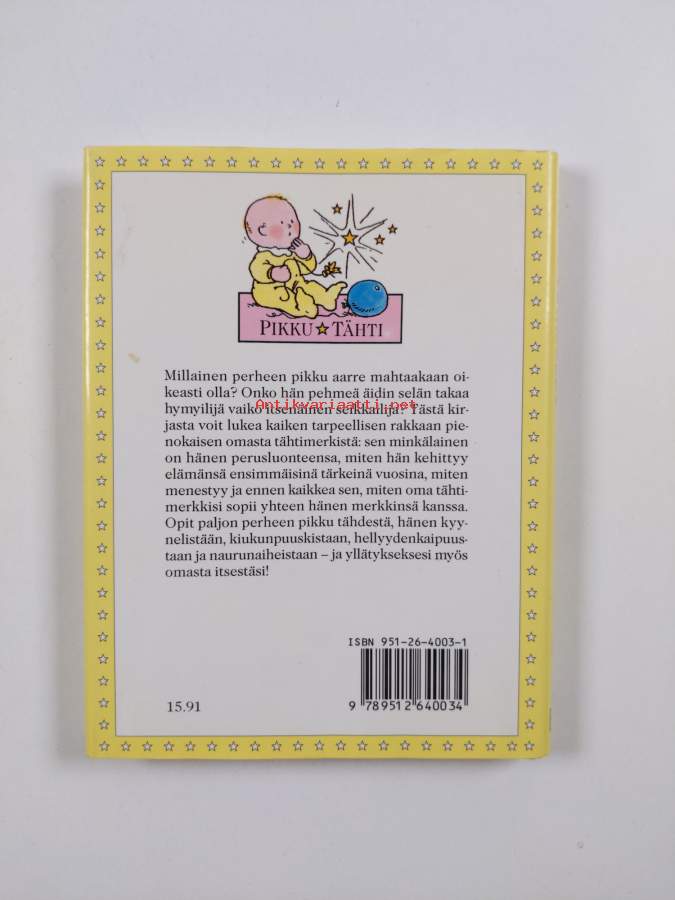 PIKKU TÄHTI
Millainen perheen pikku aarre mahtaakaan oi-
keasti olla? Onko hän pehmeä äidin selän takaa
Antikvariaatti.net
hymyilijä vaiko itsenäinen seikkailija? Tästä kir-
jasta voit lukea kaiken tarpeellisen rakkaan pie-
nokaisen omasta tähtimerkistä: sen minkälainen
on hänen perusluonteensa, miten hän kehittyy
elämänsä ensimmäisinä tärkeinä vuosina, miten
menestyy ja ennen kaikkea sen, miten oma tähti-
merkkisi sopii yhteen hänen merkkinsä kanssa.
Opit paljon perheen pikku tähdestä, hänen kyy-
nelistään, kiukunpuuskistaan, hellyydenkaipuus-
taan ja naurunaiheistaan – ja yllätykseksesi myös
omasta itsestäsi!
ISBN 951-26-4003-1
15.91
9 789512 640034